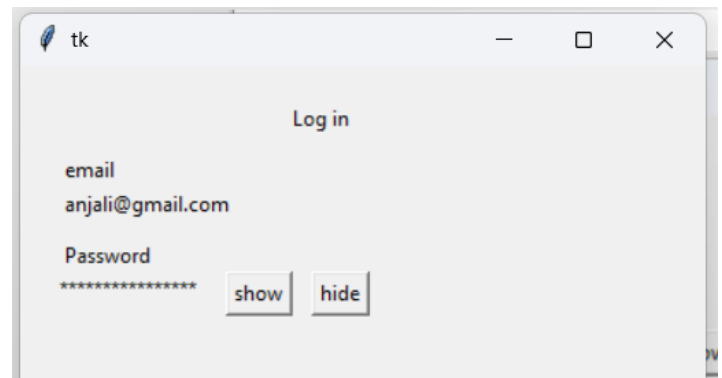 tk
Log in
email
anjali@gmail.com
Password
****************
show hide